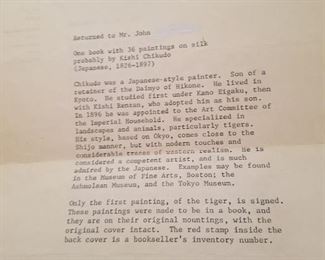 Returned to Mr. John
One book with 36 paintings on silk
probably by Kishi Chikudo
(Japanese, 1826-1897)
Chikudo was a Japanese-style painter. Son of a
retainer of the Daimyo of Hikone. He lived in
Kyoto. He studied first under Kano Eigaku, then
with Kishi Renzan, who adopted him as his son.
In 1896 he was appointed to the Art Committee of
the Imperial Household. He specialized in
landscapes and animals, particularly tigers.
His style, based on Okyo, comes close to the
Shijo manner, but with modern touches and
considerable traces of western realism. He is
considered a competent artist, and is much
admired by the Japanese. Examples may be found
in the Museum of Fine Arts, Boston; the
Ashmolean Museum, and the Tokyo Museum.
Only the first painting, of the tiger, is signed.
These paintings were made to be in a book, and
they are on their original mountings, with the
original cover intact. The red stamp inside the
back cover is a bookseller's inventory number.